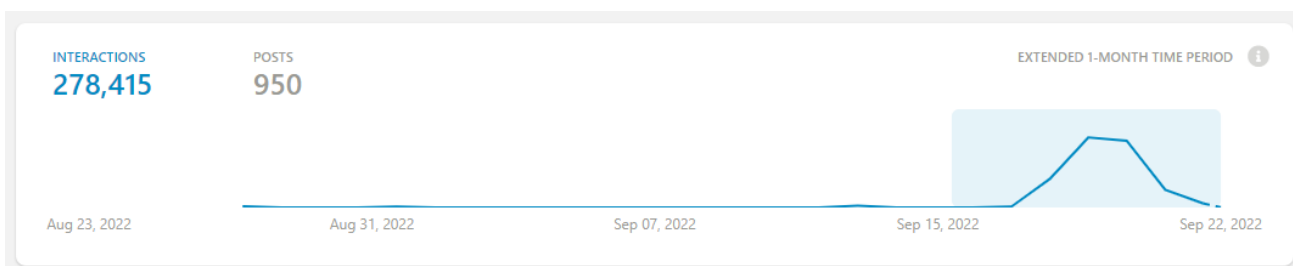 INTERACTIONS POSTS EXTENDED 1-MONTH TIME PERIOD i
278,415 950
Aug 23, 2022 Aug 31, 2022 Sep 07, 2022 Sep 15, 2022 Sep 22, 2022